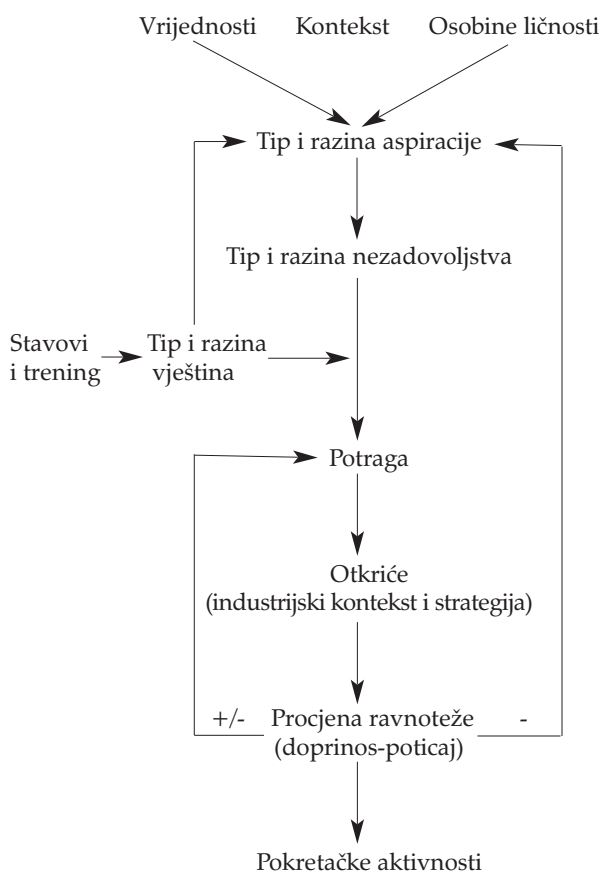 Vrijednosti Kontekst Osobine ličnosti
Tip i razina aspiracije
Tip i razina nezadovoljstva
Stavovi
i trening
Tip i razina
vještina
Potraga
Otkriće
(industrijski kontekst i strategija)
+/-
Procjena ravnoteže
(doprinos-poticaj)
-
Pokretačke aktivnosti